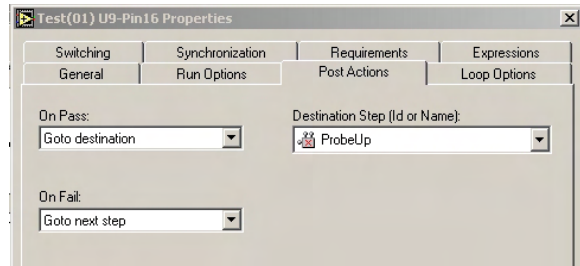 Test(01) U9-Pin16 Properties
Switching Synchronization Requirements Expressions
General Run Options Post Actions Loop Options
On Pass: Destination Step (Id or Name):
Goto destination ProbeUp
On Fail:
Goto next step